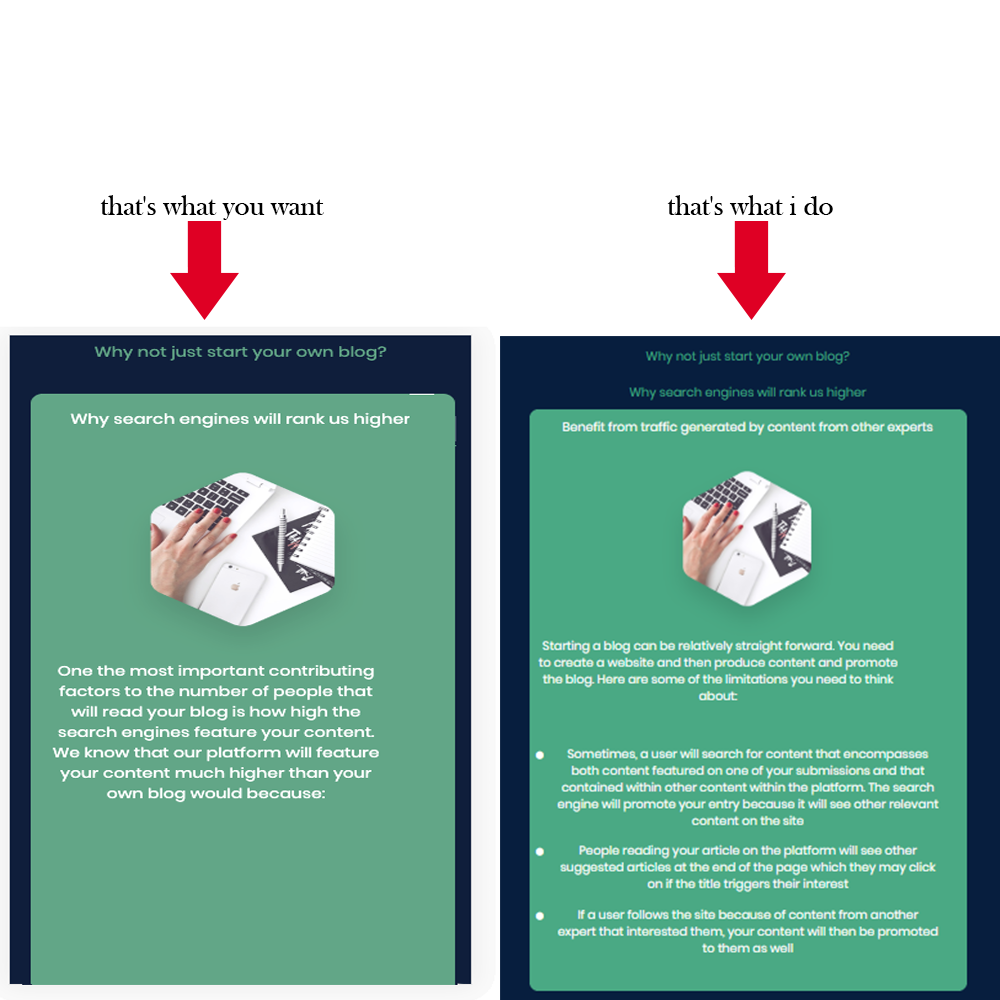 that's what you want
that's what i do
Why not just start your own blog?
Why search engines will rank us higher
One the most important contributing
factors to the number of people that
will read your blog is how high the
search engines feature your content.
We know that our platform will feature
your content much higher than your
own blog would because:
Why not just start your own blog?
Why search engines will rank us higher
Benefit from traffic generated by content from other experts
Starting a blog can be relatively straight forward. You need
to create a website and then produce content and promote
the blog. Here are some of the limitations you need to think
about:
Sometimes, a user will search for content that encompasses
both content featured on one of your submissions and that
contained within other content within the platform. The search
engine will promote your entry because it will see other relevant
content on the site
People reading your article on the platform will see other
suggested articles at the end of the page which they may click
on if the title triggers their interest
If a user follows the site because of content from another
expert that interested them, your content will then be promoted
to them as well